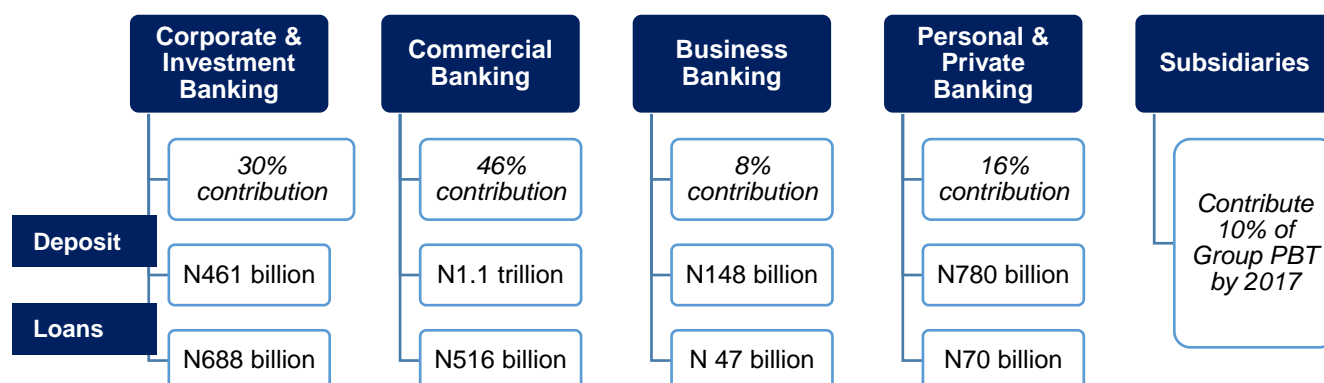 Corporate &
Investment
Banking
Commercial
Banking
Business
Banking
Personal &
Private
Banking
Subsidiaries
30%
contribution
46%
contribution
8%
contribution
16%
contribution
Contribute
10% of
Group PBT
by 2017
Deposit
N461 billion
N1.1 trillion
N148 billion
N780 billion
Loans
N688 billion
N516 billion
N 47 billion
N70 billion